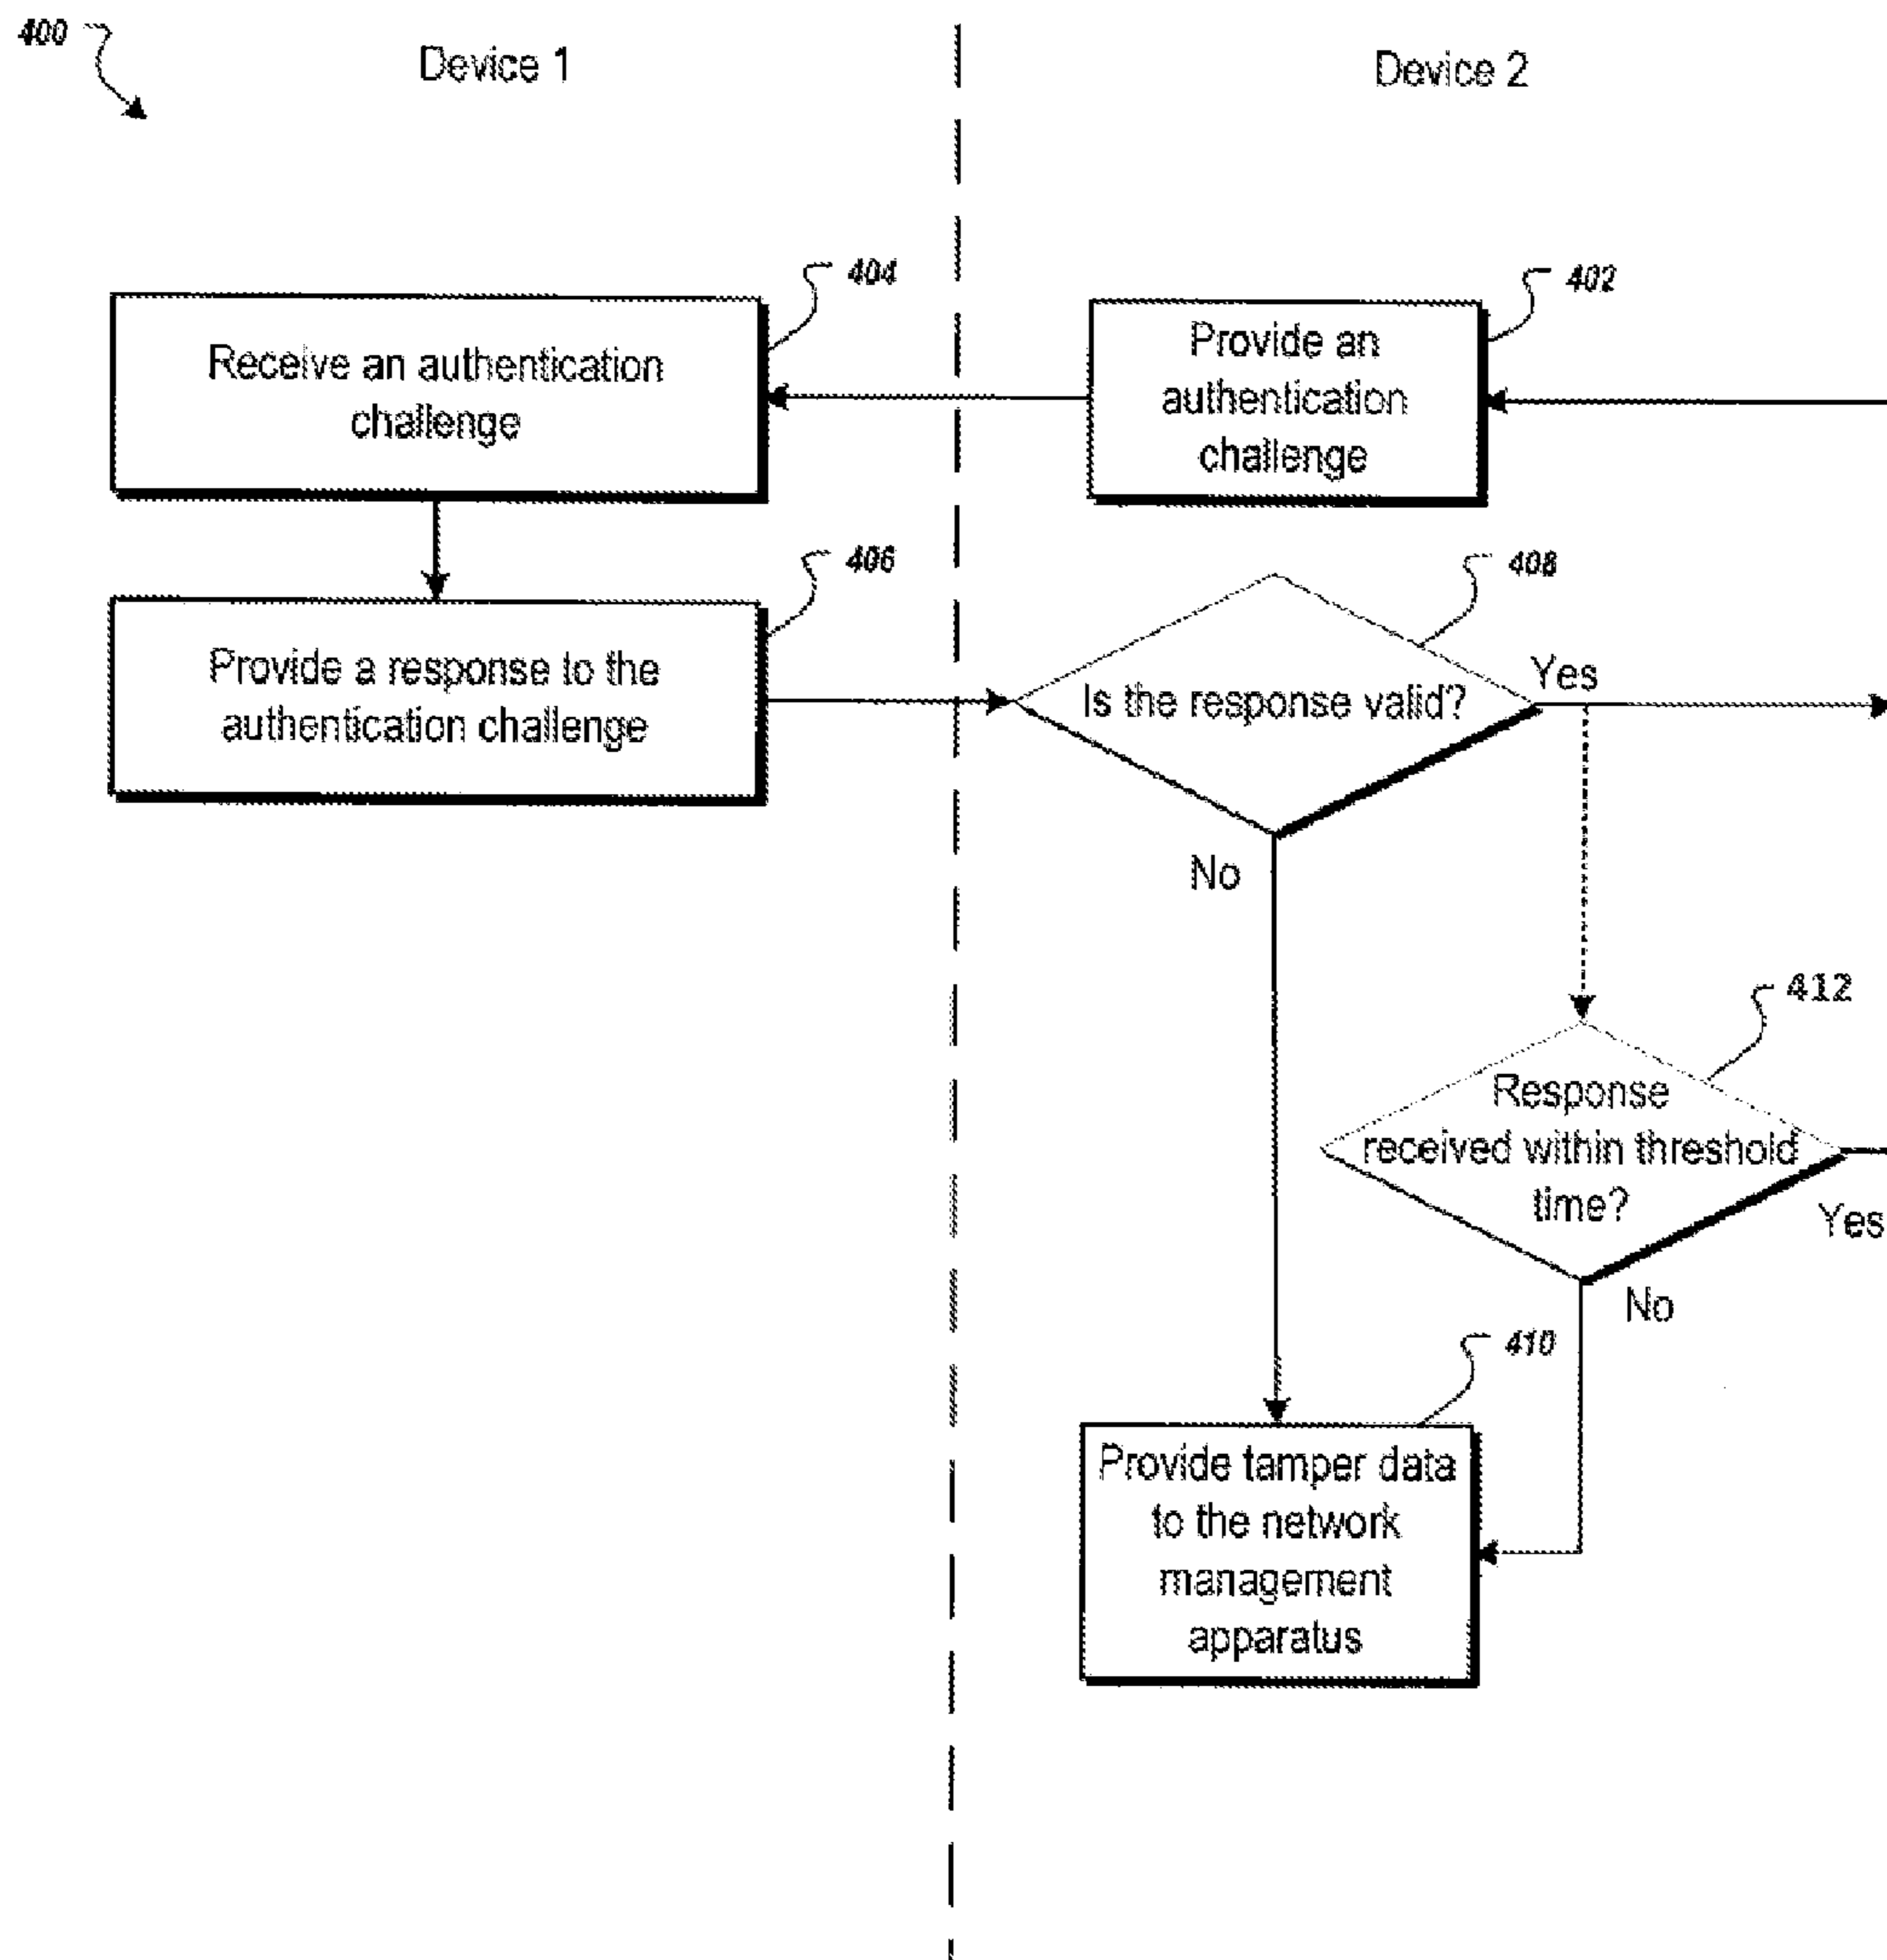 400
Device 1
Device 2
404
Receive an authentication
challenge
402
Provide an
authentication
challenge
406
Provide a response to the
authentication challenge
408
Is the response valid?
Yes
No
412
Response
received within threshold
time?
Yes
No
410
Provide tamper data
to the network
management
apparatus